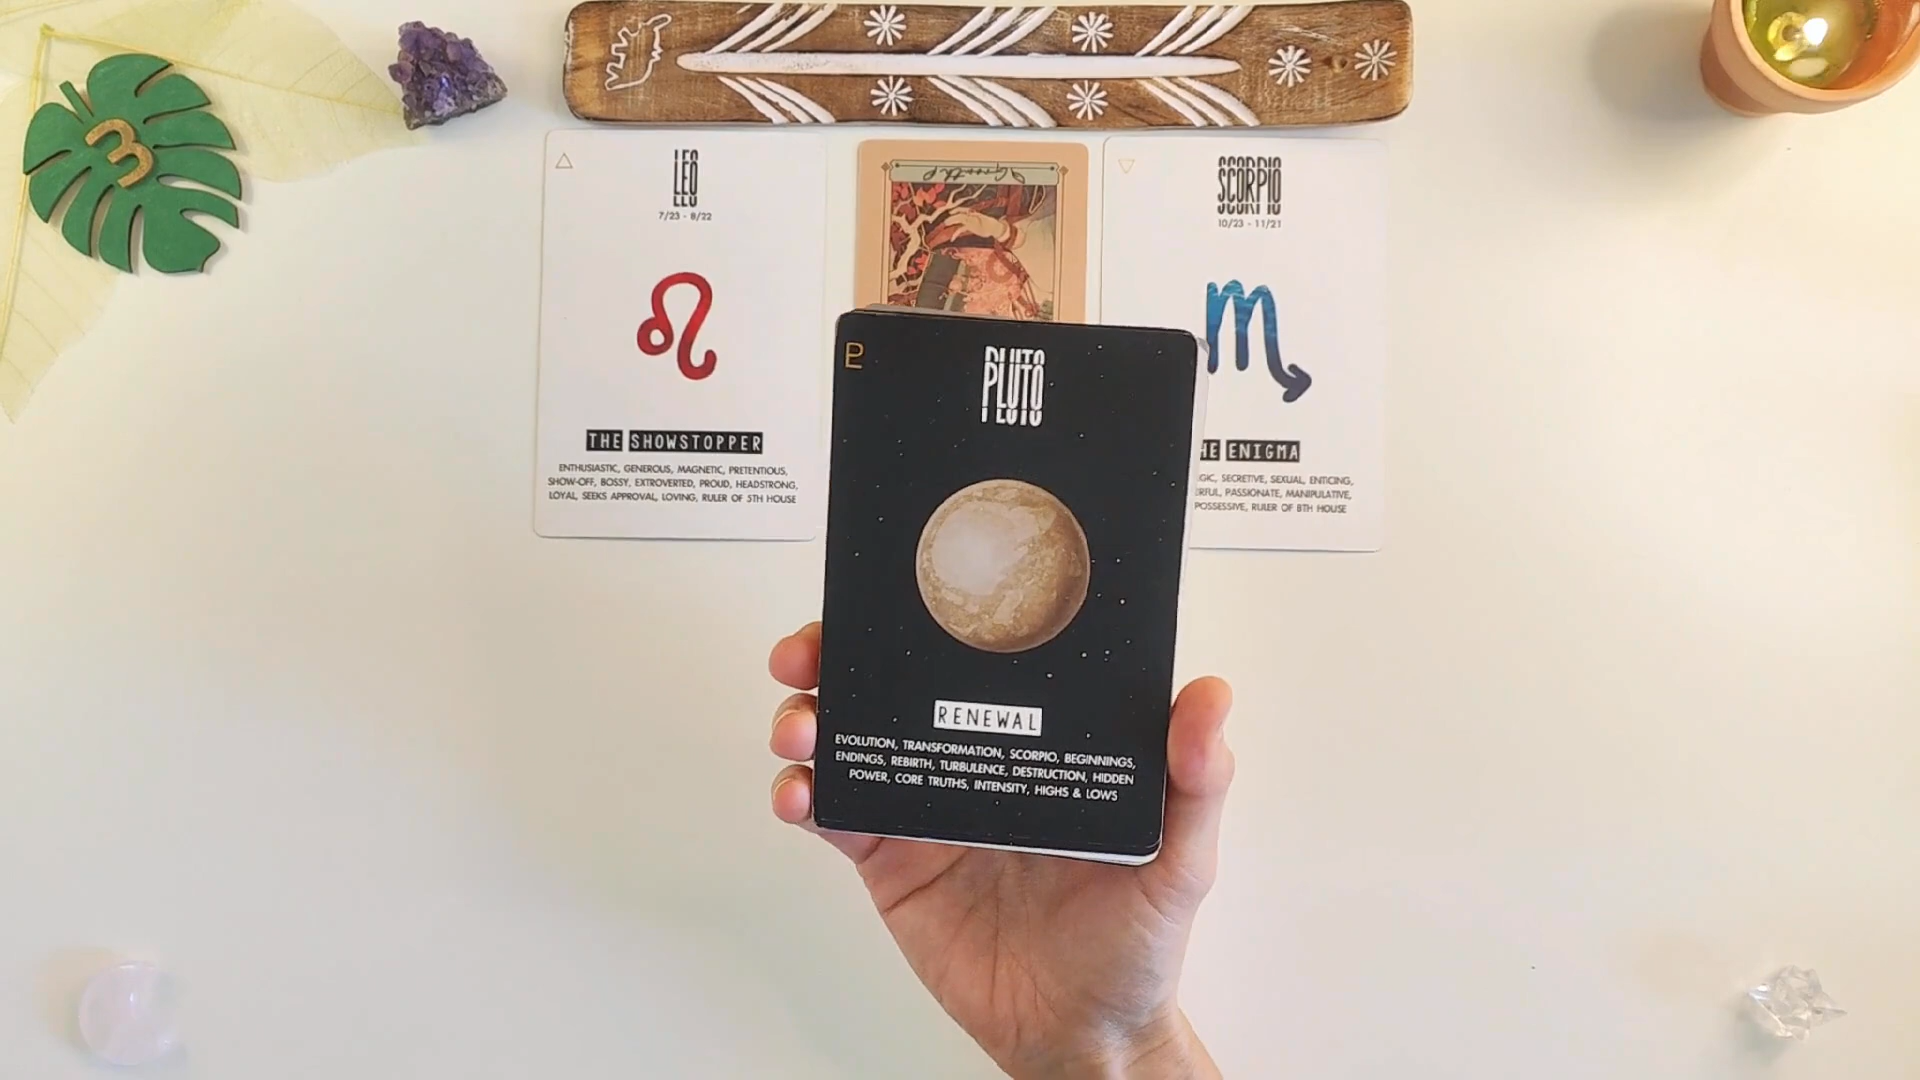 3
LEO
7/23 - 8/22
THE SHOWSTOPPER
ENTHUSIASTIC, GENEROUS, MAGNETIC, PRETENTIOUS,
SHOW-OFF, BOSSY, EXTROVERTED, PROUD, HEADSTRONG,
LOYAL, SEEKS APPROVAL, LOVING, RULER OF 5TH HOUSE
Growth
SCORPIO
10/23 - 11/21
ENIGMA
SECRETIVE, SEXUAL, ENTICING,
PASSIONATE, MANIPULATIVE,
POSSESSIVE, RULER OF 8TH HOUSE
PLUTO
RENEWAL
EVOLUTION, TRANSFORMATION, SCORPIO, BEGINNINGS,
ENDINGS, REBIRTH, TURBULENCE, DESTRUCTION, HIDDEN
POWER, CORE TRUTHS, INTENSITY, HIGHS & LOWS